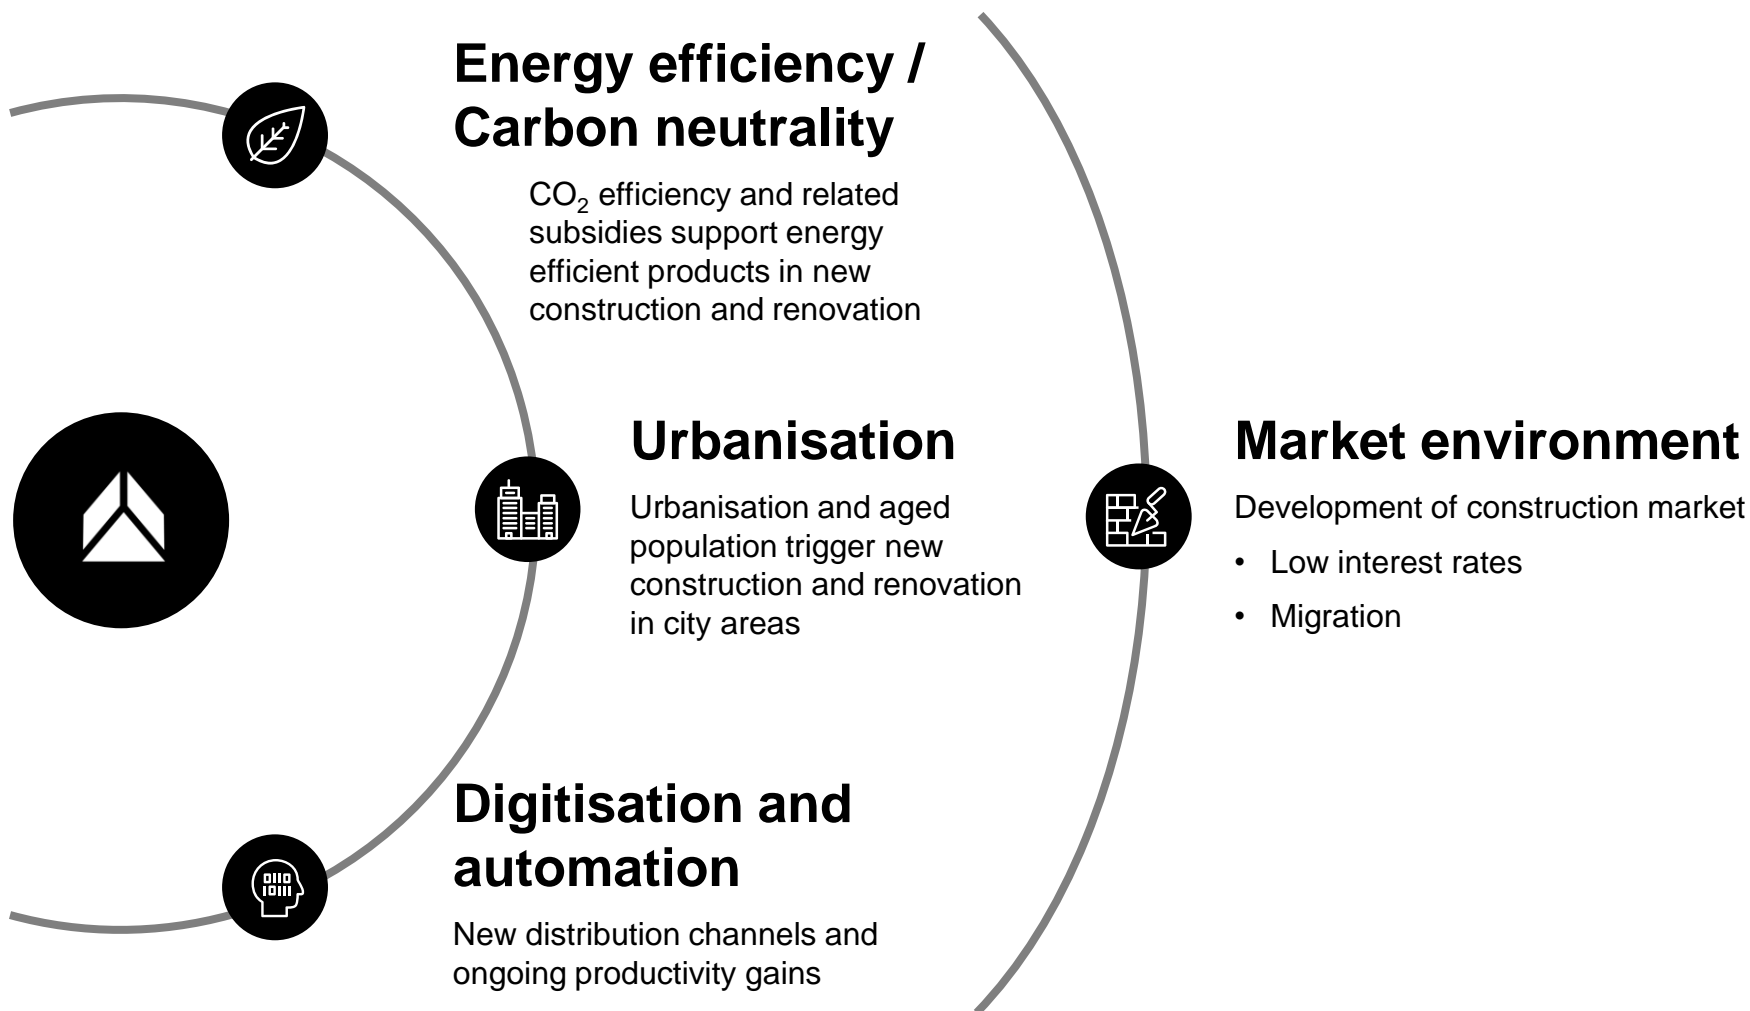 Energy efficiency /
Carbon neutrality
CO₂ efficiency and related
subsidies support energy
efficient products in new
construction and renovation
Urbanisation
Urbanisation and aged
population trigger new
construction and renovation
in city areas
Market environment
Development of construction market
• Low interest rates
• Migration
Digitisation and
automation
New distribution channels and
ongoing productivity gains
0110
1011